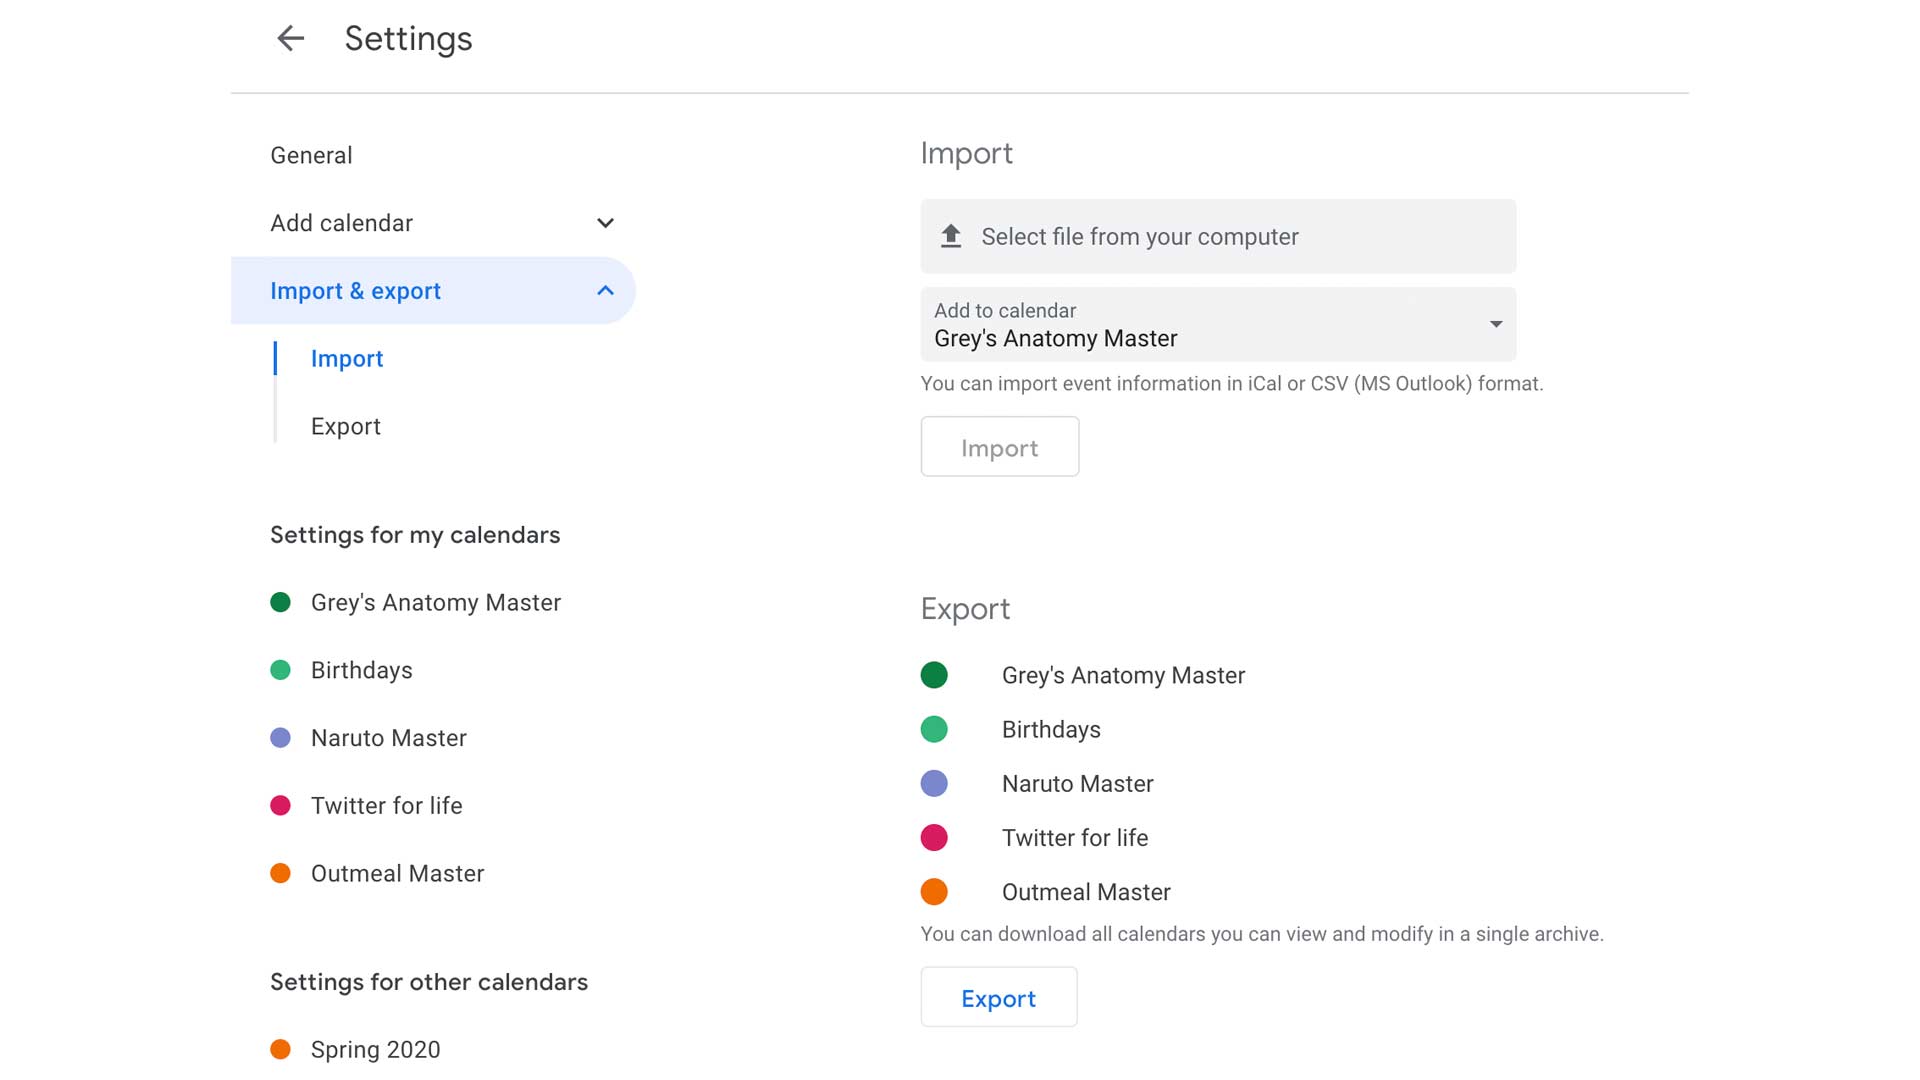 Settings
General
Add calendar
Import & export
Import
Export
Settings for my calendars
Grey's Anatomy Master
Birthdays
Naruto Master
Twitter for life
Outmeal Master
Settings for other calendars
Spring 2020
Import
Select file from your computer
Add to calendar
Grey's Anatomy Master
You can import event information in iCal or CSV (MS Outlook) format.
Import
Export
Grey's Anatomy Master
Birthdays
Naruto Master
Twitter for life
Outmeal Master
You can download all calendars you can view and modify in a single archive.
Export